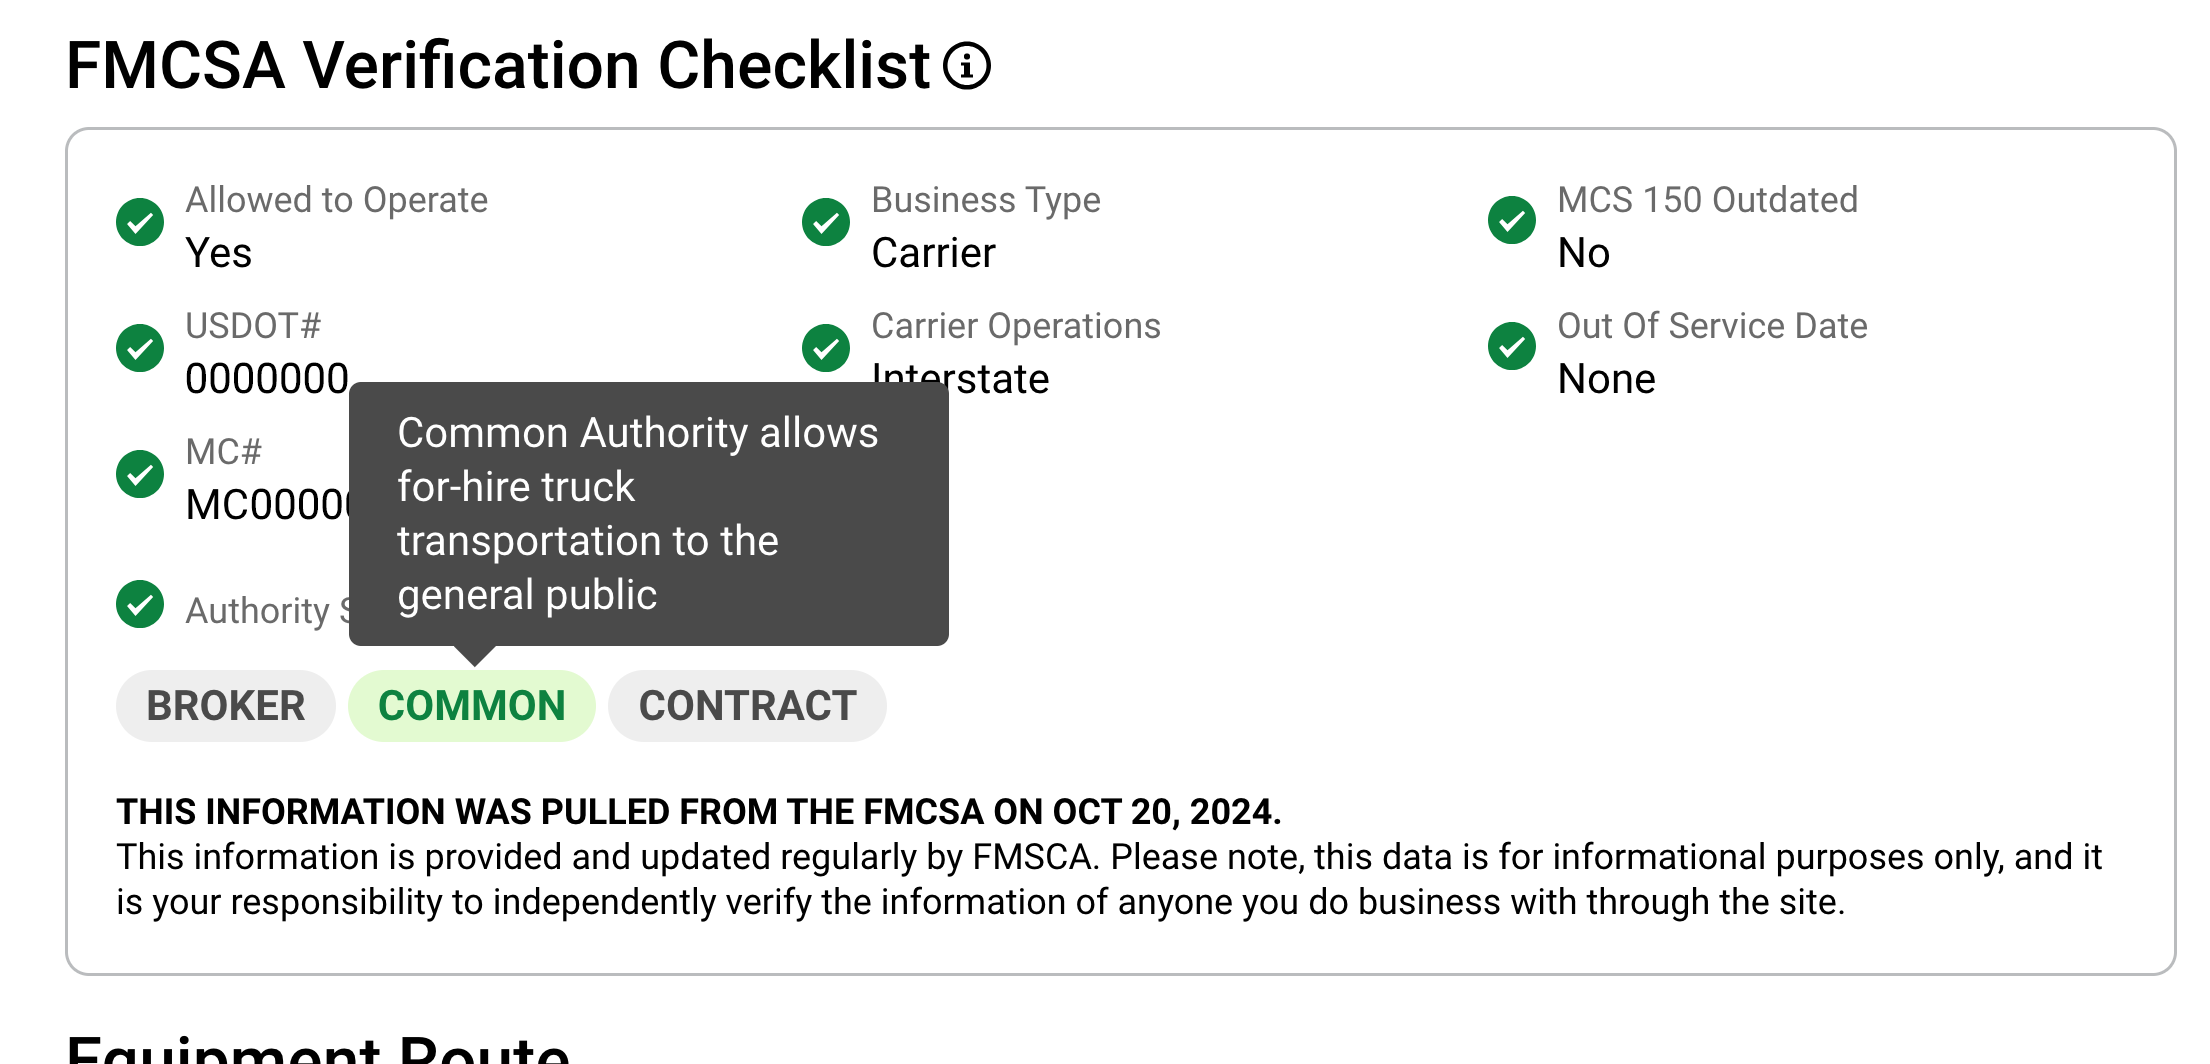 FMCSA Verification Checklist
Allowed to Operate
Yes
Business Type
Carrier
MCS 150 Outdated
No
USDOT#
0000000
Carrier Operations
Interstate
Out Of Service Date
None
MC#
Common Authority allows
for-hire truck
transportation to the
general public
Authority
BROKER
COMMON
CONTRACT
THIS INFORMATION WAS PULLED FROM THE FMCSA ON OCT 20, 2024.
This information is provided and updated regularly by FMSCA. Please note, this data is for informational purposes only, and it
is your responsibility to independently verify the information of anyone you do business with through the site.
Equipment Route